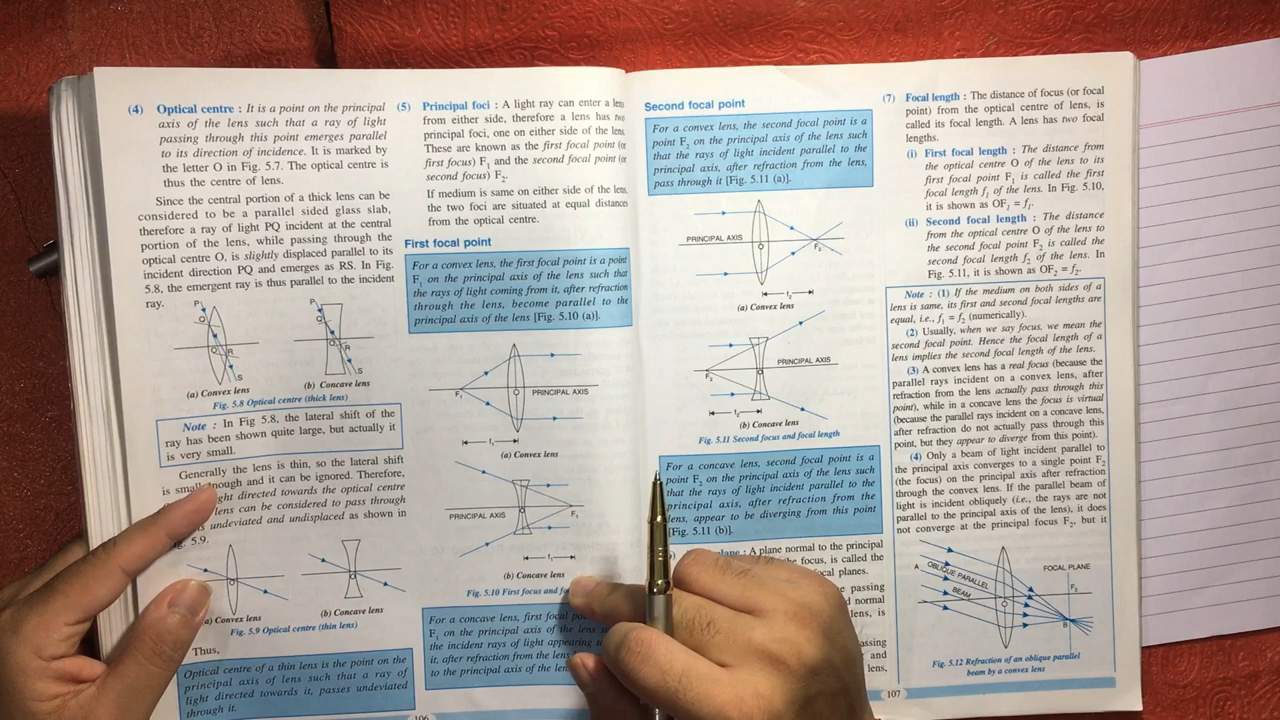 (4) Optical centre : It is a point on the principal
axis of the lens such that a ray of light
passing through this point emerges parallel
to its direction of incidence. It is marked by
the letter O in Fig. 5.7. The optical centre is
thus the centre of lens.
Since the central portion of a thick lens can be
considered to be a parallel sided glass slab,
therefore a ray of light PQ incident at the central
portion of the lens, while passing through the
optical centre O, is slightly displaced parallel to its
incident direction PQ and emerges as RS. In Fig.
5.8, the emergent ray is thus parallel to the incident
ray.
P Q O R S
P Q O R S
(a) Convex lens
(b) Concave lens
Fig. 5.8 Optical centre (thick lens)
Note : In Fig 5.8, the lateral shift of the
ray has been shown quite large, but actually it
is very small.
Generally the lens is thin, so the lateral shift
is small enough and it can be ignored. Therefore,
directed towards the optical centre
lens can be considered to pass through
undeviated and undisplaced as shown in
5.9.
O
O
(a) Convex lens
(b) Concave lens
Fig. 5.9 Optical centre (thin lens)
Thus,
Optical centre of a thin lens is the point on the
principal axis of lens such that a ray of
light directed towards it, passes undeviated
through it.
(5) Principal foci : A light ray can enter a lens
from either side, therefore a lens has two
principal foci, one on either side of the lens.
These are known as the first focal point (or
first focus) F1 and the second focal point (or
second focus) F2.
If medium is same on either side of the lens,
the two foci are situated at equal distances
from the optical centre.
First focal point
For a convex lens, the first focal point is a point
F1 on the principal axis of the lens such that
the rays of light coming from it, after refraction
through the lens, become parallel to the
principal axis of the lens [Fig. 5.10 (a)].
F1 O PRINCIPAL AXIS
f1
(a) Convex lens
PRINCIPAL AXIS O F1
f1
(b) Concave lens
Fig. 5.10 First focus and
For a concave lens, first focal
F1 on the principal axis of the lens
the incident rays of light appearing
it, after refraction from the lens
to the principal axis of the
106
Second focal point
For a convex lens, the second focal point is a
point F2 on the principal axis of the lens such
that the rays of light incident parallel to the
principal axis, after refraction from the lens,
pass through it [Fig. 5.11 (a)].
PRINCIPAL AXIS O F2
f2
(a) Convex lens
F2 O PRINCIPAL AXIS
f2
(b) Concave lens
Fig. 5.11 Second focus and focal length
For a concave lens, second focal point is a
point F2 on the principal axis of the lens such
that the rays of light incident parallel to the
principal axis, after refraction from the
lens, appear to be diverging from this point
[Fig. 5.11 (b)].
plane : A plane normal to the principal
the focus, is called the
focal planes.
passing
normal
lens, is
passing
and
lens,
107
(7) Focal length : The distance of focus (or focal
point) from the optical centre of lens, is
called its focal length. A lens has two focal
lengths.
(i) First focal length : The distance from
the optical centre O of the lens to its
first focal point F1 is called the first
focal length f1 of the lens. In Fig. 5.10,
it is shown as OF1 = f1.
(ii) Second focal length : The distance
from the optical centre O of the lens to
the second focal point F2 is called the
second focal length f2 of the lens. In
Fig. 5.11, it is shown as OF2 = f2.
Note : (1) If the medium on both sides of a
lens is same, its first and second focal lengths are
equal, i.e., f1 = f2 (numerically).
(2) Usually, when we say focus, we mean the
second focal point. Hence the focal length of a
lens implies the second focal length of the lens.
(3) A convex lens has a real focus (because the
parallel rays incident on a convex lens, after
refraction from the lens actually pass through this
point), while in a concave lens the focus is virtual
(because the parallel rays incident on a concave lens,
after refraction do not actually pass through this
point, but they appear to diverge from this point).
(4) Only a beam of light incident parallel to
the principal axis converges to a single point F2
(the focus) on the principal axis after refraction
through the convex lens. If the parallel beam of
light is incident obliquely (i.e., the rays are not
parallel to the principal axis of the lens), it does
not converge at the principal focus F2, but it
A OBLIQUE PARALLEL BEAM
FOCAL PLANE
O F2
B
Fig. 5.12 Refraction of an oblique parallel
beam by a convex lens